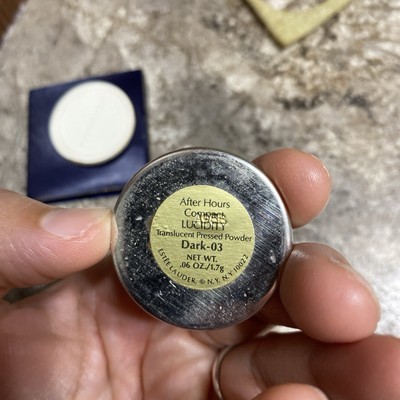 After Hours
Compact
LUCIDITY
Translucent Pressed Powder
Dark-03
NET WT.
.06 OZ./1.7g
ESTEE LAUDER, © N.Y. N.Y. 10022